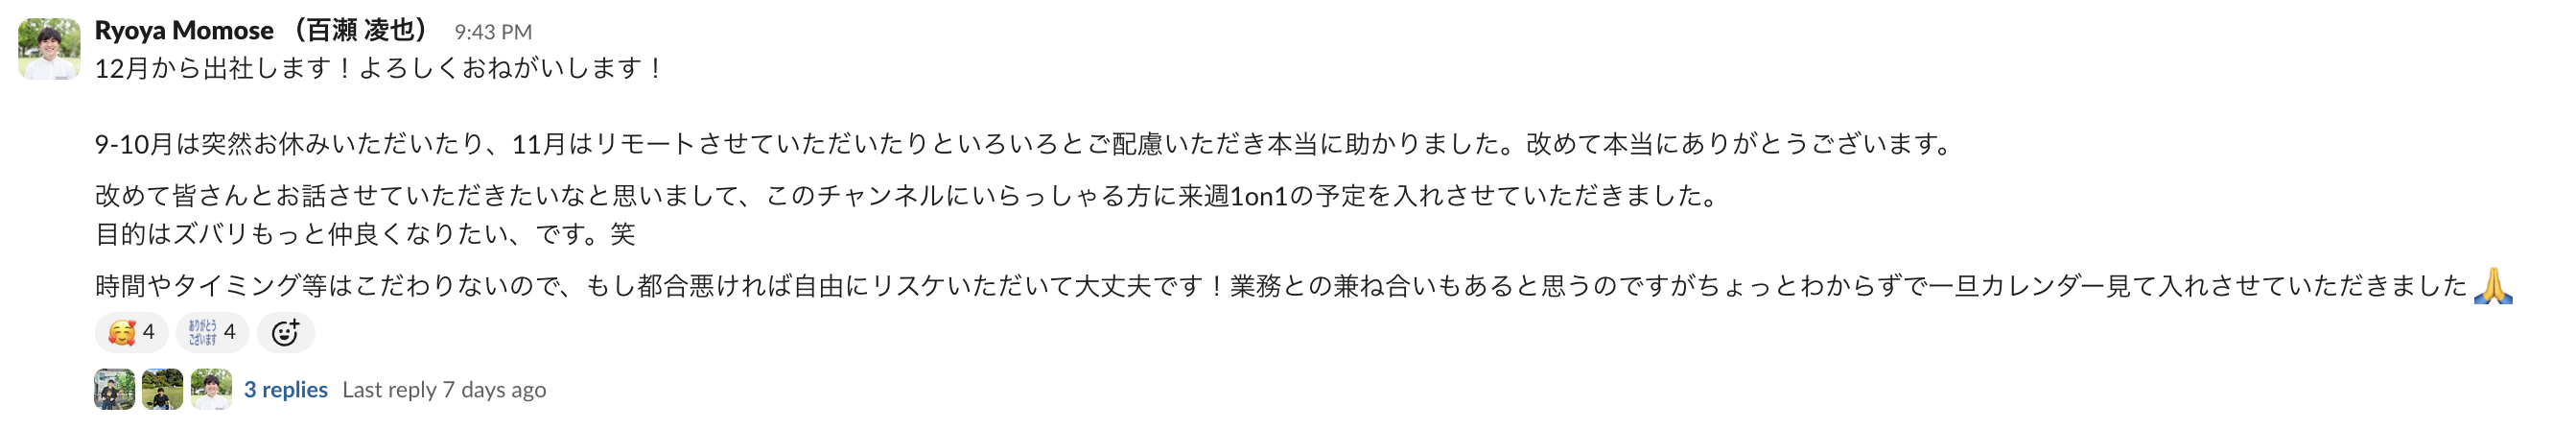 Ryoya Momose （百瀬 凌也） 9:43 PM
12月から出社します！よろしくおねがいします！
9-10月は突然お休みいただいたり、11月はリモートさせていただいたりといろいろとご配慮いただき本当に助かりました。改めて本当にありがとうございます。
改めて皆さんとお話させていただきたいなと思いまして、このチャンネルにいらっしゃる方に来週1on1の予定を入れさせていただきました。
目的はズバリもっと仲良くなりたい、です。笑
時間やタイミング等はこだわりないので、もし都合悪ければ自由にリスケいただいて大丈夫です！業務との兼ね合いもあると思うのですがちょっとわからずで一旦カレンダー見て入れさせていただきました🙏
🥰 4 ありがとうございます 4
3 replies Last reply 7 days ago